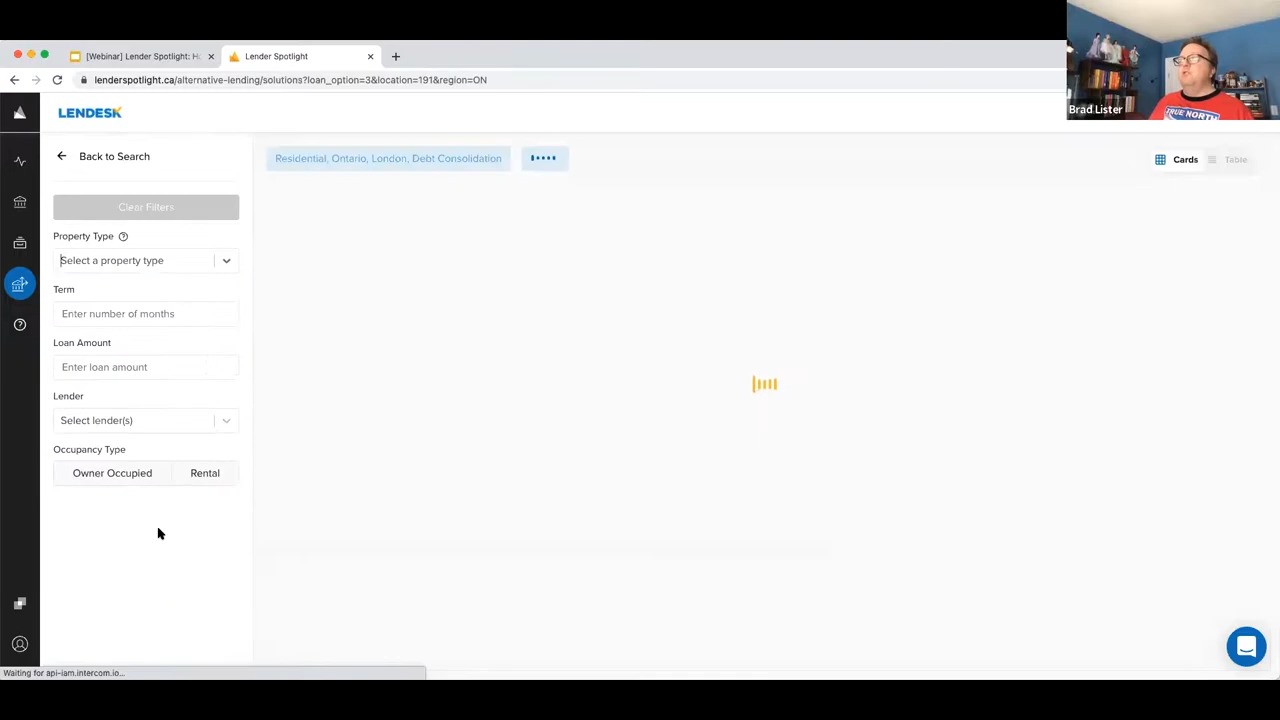 [Webinar] Lender Spotlight: Ho
Lender Spotlight
lenderspotlight.ca/alternative-lending/solutions?loan_option=3&location=191&region=ON
Brad Lister
TRUE NORTH
LENDESK
Back to Search
Residential, Ontario, London, Debt Consolidation
Cards
Table
Clear Filters
Property Type
Select a property type
Term
Enter number of months
Loan Amount
Enter loan amount
Lender
Select lender(s)
Occupancy Type
Owner Occupied
Rental
Waiting for api-iam.intercom.io...